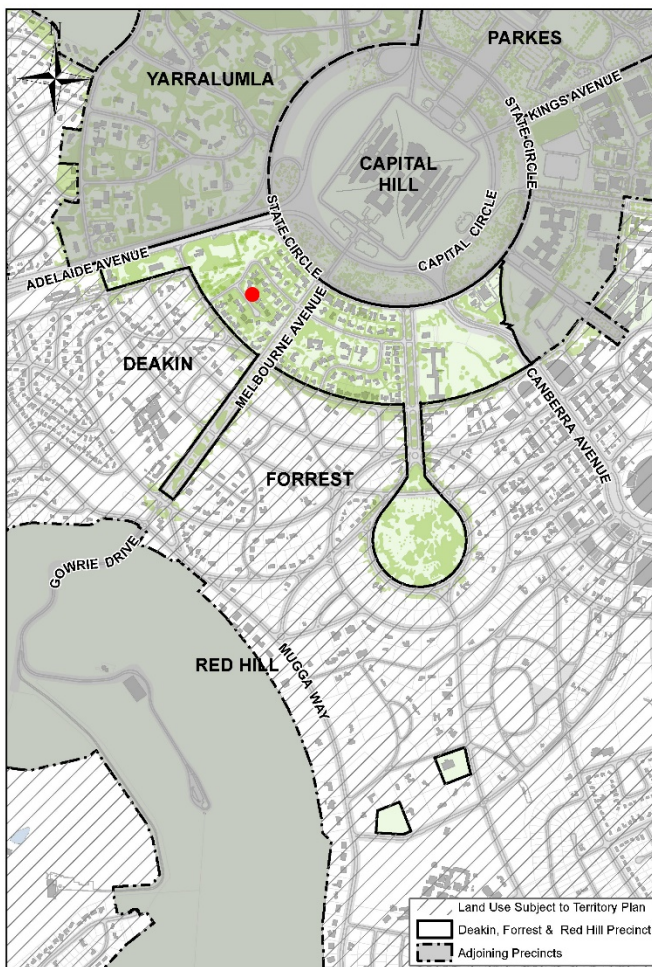 N
PARKES
YARRALUMLA
KINGS AVENUE
STATE CIRCLE
CAPITAL
HILL
STATE CIRCLE
CAPITAL CIRCLE
ADELAIDE AVENUE
MELBOURNE AVENUE
DEAKIN
CANBERRA AVENUE
FORREST
GOWRIE DRIVE
RED HILL
MUGGA WAY
Land Use Subject to Territory Plan
Deakin, Forrest & Red Hill Precinct
Adjoining Precincts